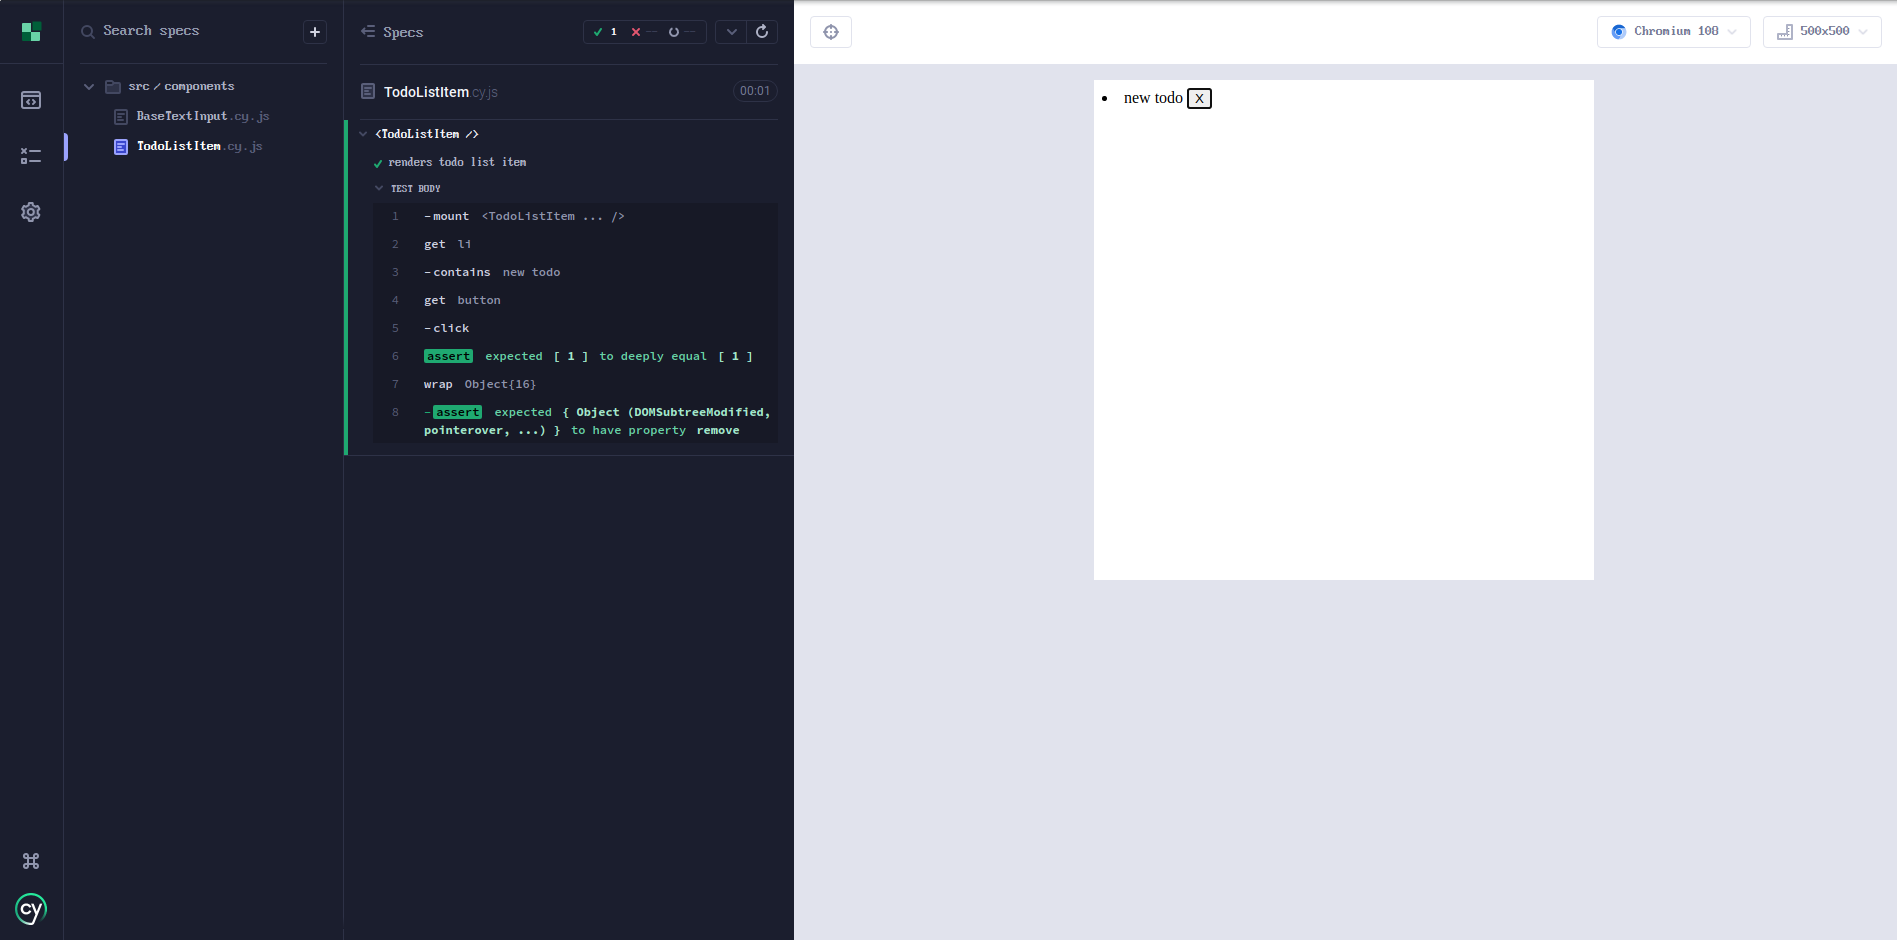 Search specs
+
src / components
BaseTextInput.cy.js
TodoListItem.cy.js
cy
Specs
1 -- --
TodoListItem.cy.js
00:01
<TodoListItem />
renders todo list item
TEST BODY
1 -mount <TodoListItem ... />
2 get li
3 -contains new todo
4 get button
5 -click
6 assert expected [ 1 ] to deeply equal [ 1 ]
7 wrap Object{16}
8 -assert expected { Object (DOMSubtreeModified,
pointerover, ...) } to have property remove
Chromium 108
500x500
new todo X